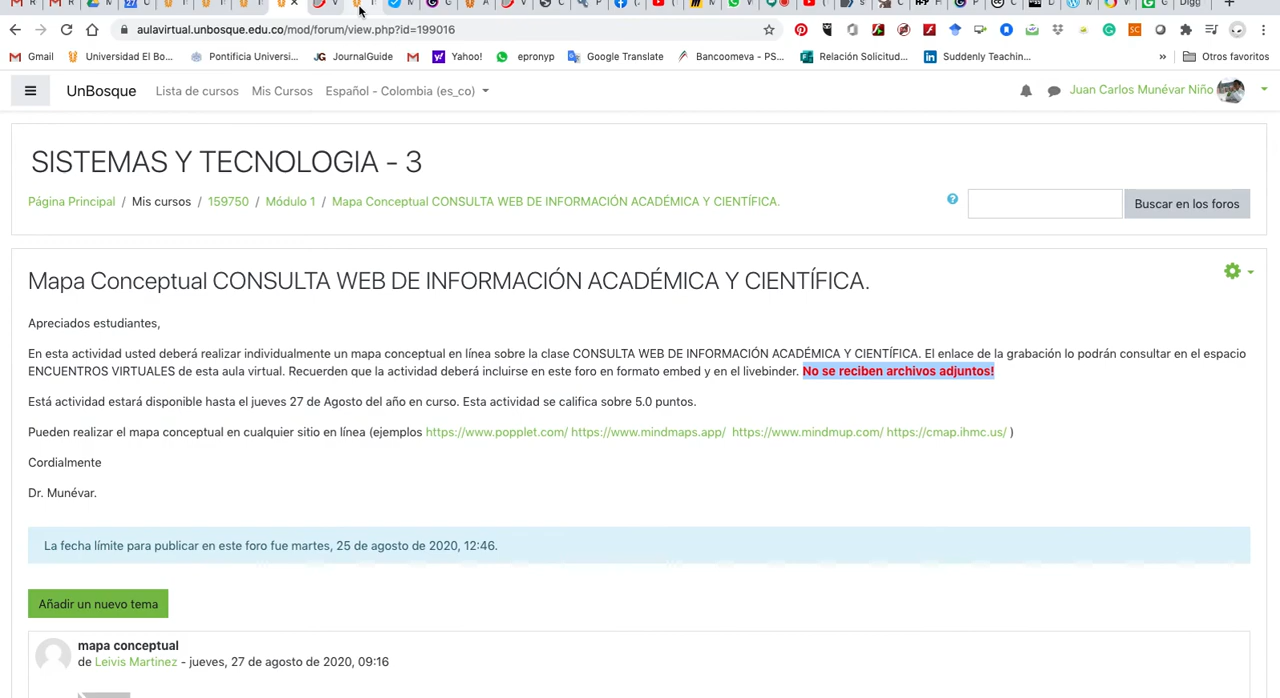 aulavirtual.unbosque.edu.co/mod/forum/view.php?id=199016
Gmail Universidad El Bo... Pontificia Universi... JournalGuide Yahoo! epronyp Google Translate Bancoomeva - PS... Relación Solicitud... Suddenly Teachin... » Otros favoritos
UnBosque Lista de cursos Mis Cursos Español - Colombia (es_co) Juan Carlos Munévar Niño
SISTEMAS Y TECNOLOGIA - 3
Página Principal / Mis cursos / 159750 / Módulo 1 / Mapa Conceptual CONSULTA WEB DE INFORMACIÓN ACADÉMICA Y CIENTÍFICA. Buscar en los foros
Mapa Conceptual CONSULTA WEB DE INFORMACIÓN ACADÉMICA Y CIENTÍFICA.
Apreciados estudiantes,
En esta actividad usted deberá realizar individualmente un mapa conceptual en línea sobre la clase CONSULTA WEB DE INFORMACIÓN ACADÉMICA Y CIENTÍFICA. El enlace de la grabación lo podrán consultar en el espacio
ENCUENTROS VIRTUALES de esta aula virtual. Recuerden que la actividad deberá incluirse en este foro en formato embed y en el livebinder. No se reciben archivos adjuntos!
Está actividad estará disponible hasta el jueves 27 de Agosto del año en curso. Esta actividad se califica sobre 5.0 puntos.
Pueden realizar el mapa conceptual en cualquier sitio en línea (ejemplos https://www.popplet.com/ https://www.mindmaps.app/ https://www.mindmup.com/ https://cmap.ihmc.us/ )
Cordialmente
Dr. Munévar.
La fecha límite para publicar en este foro fue martes, 25 de agosto de 2020, 12:46.
Añadir un nuevo tema
mapa conceptual
de Leivis Martinez - jueves, 27 de agosto de 2020, 09:16